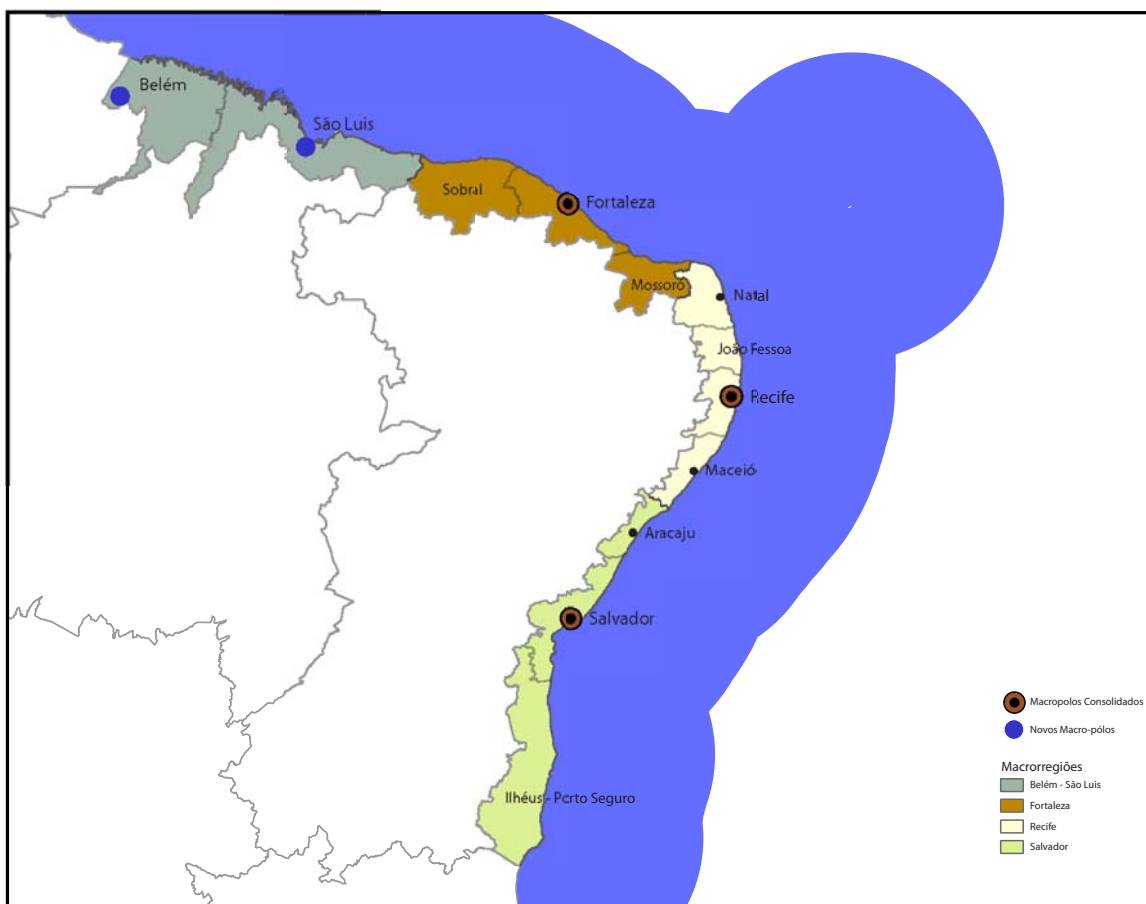 Belém
São Luis
Sobral
Fortaleza
Mossoró
Natal
João Fessoa
Recife
Maceió
Aracaju
Salvador
Ilhéus - Porto Seguro
Macropolos Consolidados
Novos Macro-pólos
Macrorregiões
Belém - São Luis
Fortaleza
Recife
Salvador